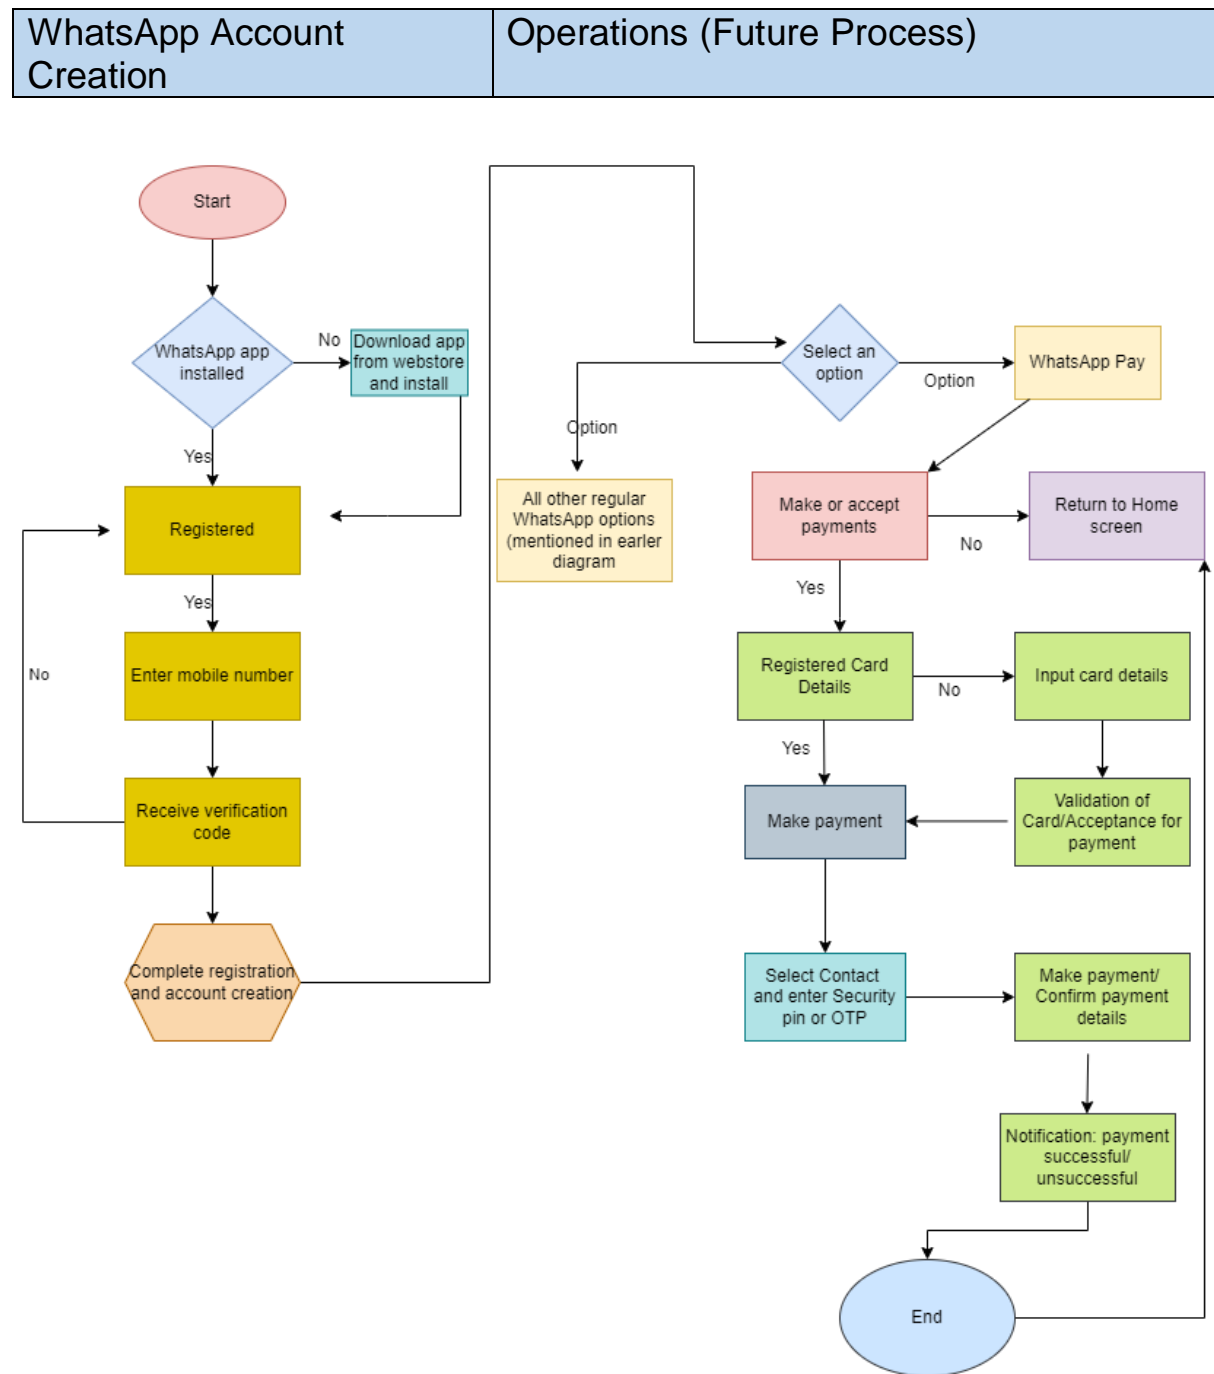 WhatsApp Account
Creation
Operations (Future Process)
Start
WhatsApp app
installed
No
Download app
from webstore
and install
Yes
Registered
Yes
Enter mobile number
No
Receive verification
code
Complete registration
and account creation
Select an
option
Option
WhatsApp Pay
Option
All other regular
WhatsApp options
(mentioned in earler
diagram
Make or accept
payments
No
Return to Home
screen
Yes
Registered Card
Details
No
Input card details
Yes
Make payment
Validation of
Card/Acceptance for
payment
Select Contact
and enter Security
pin or OTP
Make payment/
Confirm payment
details
Notification: payment
successful/
unsuccessful
End